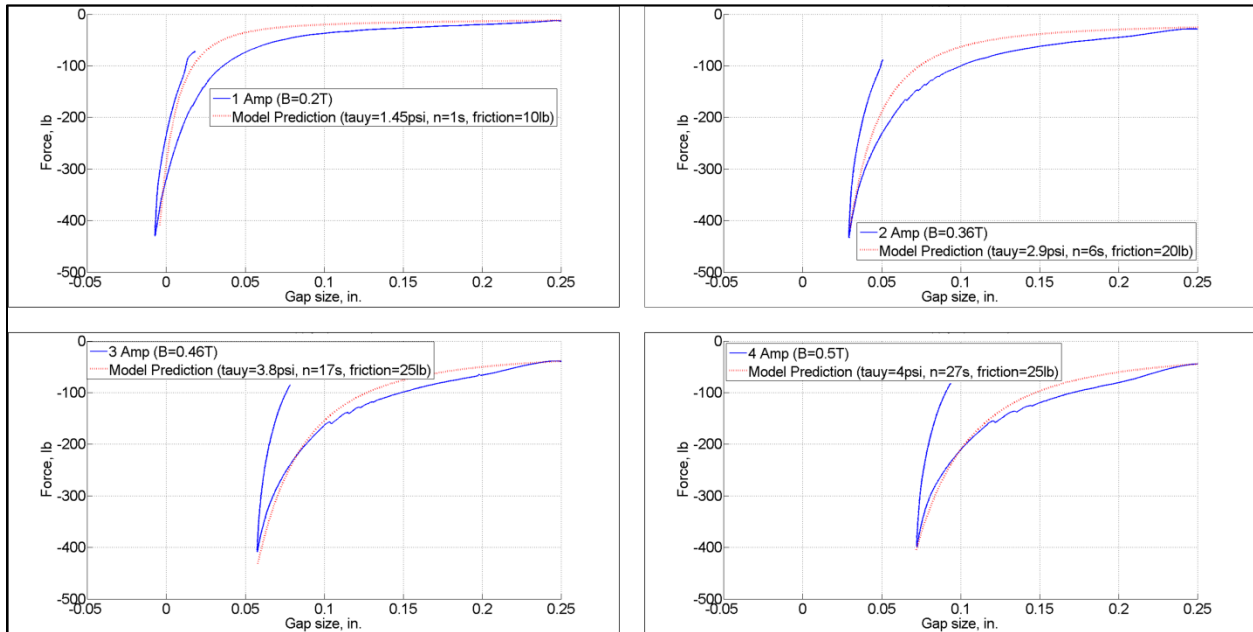 0
-100
-200
-300
-400
-500
Force, lb
1 Amp (B=0.2T)
Model Prediction (tauy=1.45psi, n=1s, friction=10lb)
-0.05 0 0.05 0.10 0.15 0.20 0.25
Gap size, in.
0
-100
-200
-300
-400
-500
Force, lb
2 Amp (B=0.36T)
Model Prediction (tauy=2.9psi, n=6s, friction=20lb)
-0.05 0 0.05 0.1 0.15 0.2 0.25
Gap size, in.
0
-100
-200
-300
-400
-500
Force, lb
3 Amp (B=0.46T)
Model Prediction (tauy=3.8psi, n=17s, friction=25lb)
-0.05 0 0.05 0.1 0.15 0.2 0.25
Gap size, in.
0
-100
-200
-300
-400
-500
Force, lb
4 Amp (B=0.5T)
Model Prediction (tauy=4psi, n=27s, friction=25lb)
-0.05 0 0.05 0.1 0.15 0.2 0.25
Gap size, in.